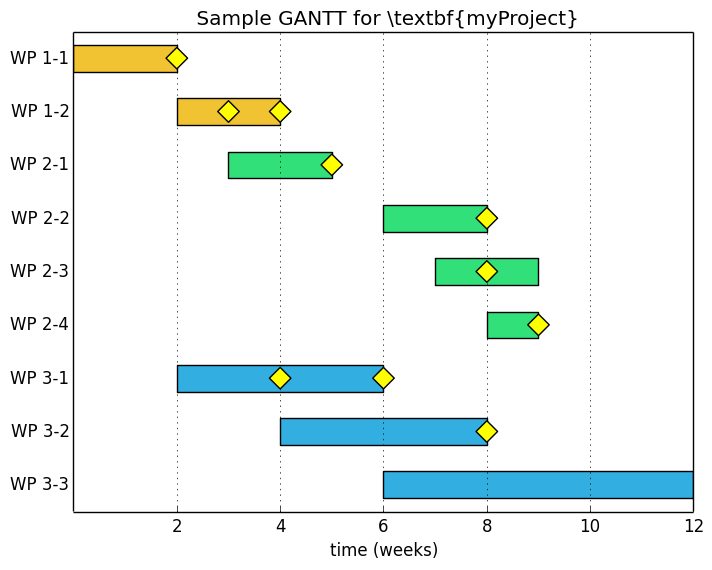 Sample GANTT for \textbf{myProject}
WP 1-1
WP 1-2
WP 2-1
WP 2-2
WP 2-3
WP 2-4
WP 3-1
WP 3-2
WP 3-3
2 4 6 8 10 12
time (weeks)